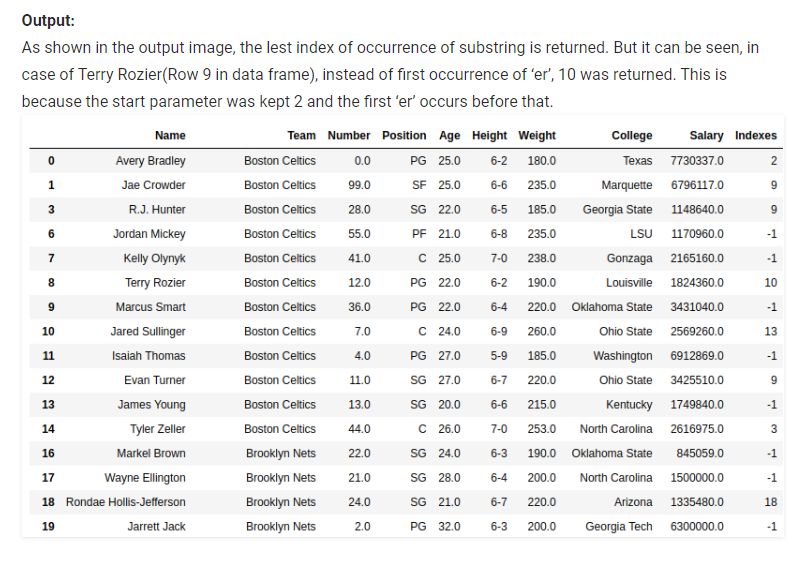 Output:
As shown in the output image, the lest index of occurrence of substring is returned. But it can be seen, in
case of Terry Rozier(Row 9 in data frame), instead of first occurrence of ‘er’, 10 was returned. This is
because the start parameter was kept 2 and the first ‘er’ occurs before that.
Name Team Number Position Age Height Weight College Salary Indexes
0 Avery Bradley Boston Celtics 0.0 PG 25.0 6-2 180.0 Texas 7730337.0 2
1 Jae Crowder Boston Celtics 99.0 SF 25.0 6-6 235.0 Marquette 6796117.0 9
3 R.J. Hunter Boston Celtics 28.0 SG 22.0 6-5 185.0 Georgia State 1148640.0 9
6 Jordan Mickey Boston Celtics 55.0 PF 21.0 6-8 235.0 LSU 1170960.0 -1
7 Kelly Olynyk Boston Celtics 41.0 C 25.0 7-0 238.0 Gonzaga 2165160.0 -1
8 Terry Rozier Boston Celtics 12.0 PG 22.0 6-2 190.0 Louisville 1824360.0 10
9 Marcus Smart Boston Celtics 36.0 PG 22.0 6-4 220.0 Oklahoma State 3431040.0 -1
10 Jared Sullinger Boston Celtics 7.0 C 24.0 6-9 260.0 Ohio State 2569260.0 13
11 Isaiah Thomas Boston Celtics 4.0 PG 27.0 5-9 185.0 Washington 6912869.0 -1
12 Evan Turner Boston Celtics 11.0 SG 27.0 6-7 220.0 Ohio State 3425510.0 9
13 James Young Boston Celtics 13.0 SG 20.0 6-6 215.0 Kentucky 1749840.0 -1
14 Tyler Zeller Boston Celtics 44.0 C 26.0 7-0 253.0 North Carolina 2616975.0 3
16 Markel Brown Brooklyn Nets 22.0 SG 24.0 6-3 190.0 Oklahoma State 845059.0 -1
17 Wayne Ellington Brooklyn Nets 21.0 SG 28.0 6-4 200.0 North Carolina 1500000.0 -1
18 Rondae Hollis-Jefferson Brooklyn Nets 24.0 SG 21.0 6-7 220.0 Arizona 1335480.0 18
19 Jarrett Jack Brooklyn Nets 2.0 PG 32.0 6-3 200.0 Georgia Tech 6300000.0 -1